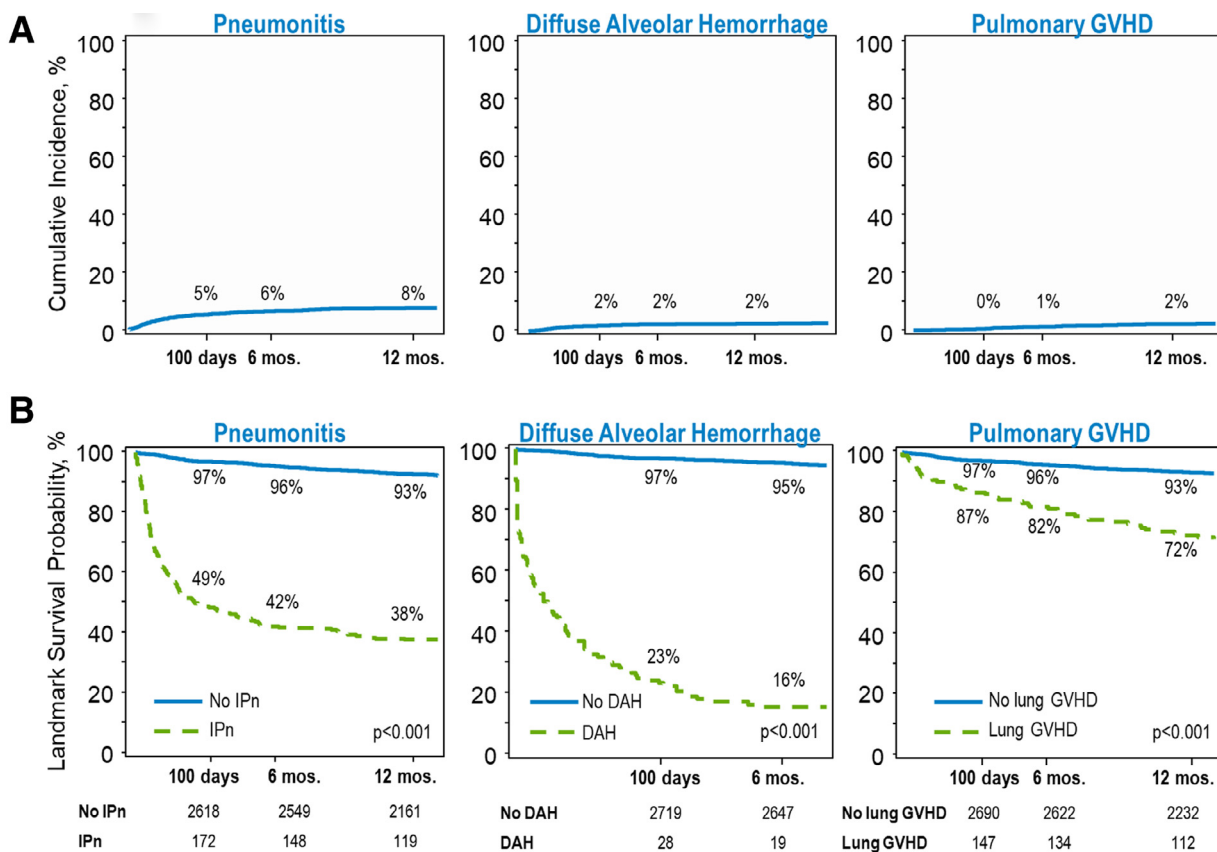 A
Pneumonitis
Diffuse Alveolar Hemorrhage
Pulmonary GVHD
Cumulative Incidence, %
100
80
60
40
20
0
5%
6%
8%
100 days 6 mos. 12 mos.
100
80
60
40
20
0
2%
2%
2%
100 days 6 mos. 12 mos.
100
80
60
40
20
0
0%
1%
2%
100 days 6 mos. 12 mos.
B
Pneumonitis
Diffuse Alveolar Hemorrhage
Pulmonary GVHD
Landmark Survival Probability, %
100
80
60
40
20
0
97%
96%
93%
49%
42%
38%
No IPn
IPn
p<0.001
100 days 6 mos. 12 mos.
No IPn 2618 2549 2161
IPn 172 148 119
100
80
60
40
20
0
97%
95%
23%
16%
No DAH
DAH
p<0.001
100 days 6 mos.
No DAH 2719 2647
DAH 28 19
100
80
60
40
20
0
97%
96%
93%
87%
82%
72%
No lung GVHD
Lung GVHD
p<0.001
100 days 6 mos. 12 mos.
No lung GVHD 2690 2622 2232
Lung GVHD 147 134 112